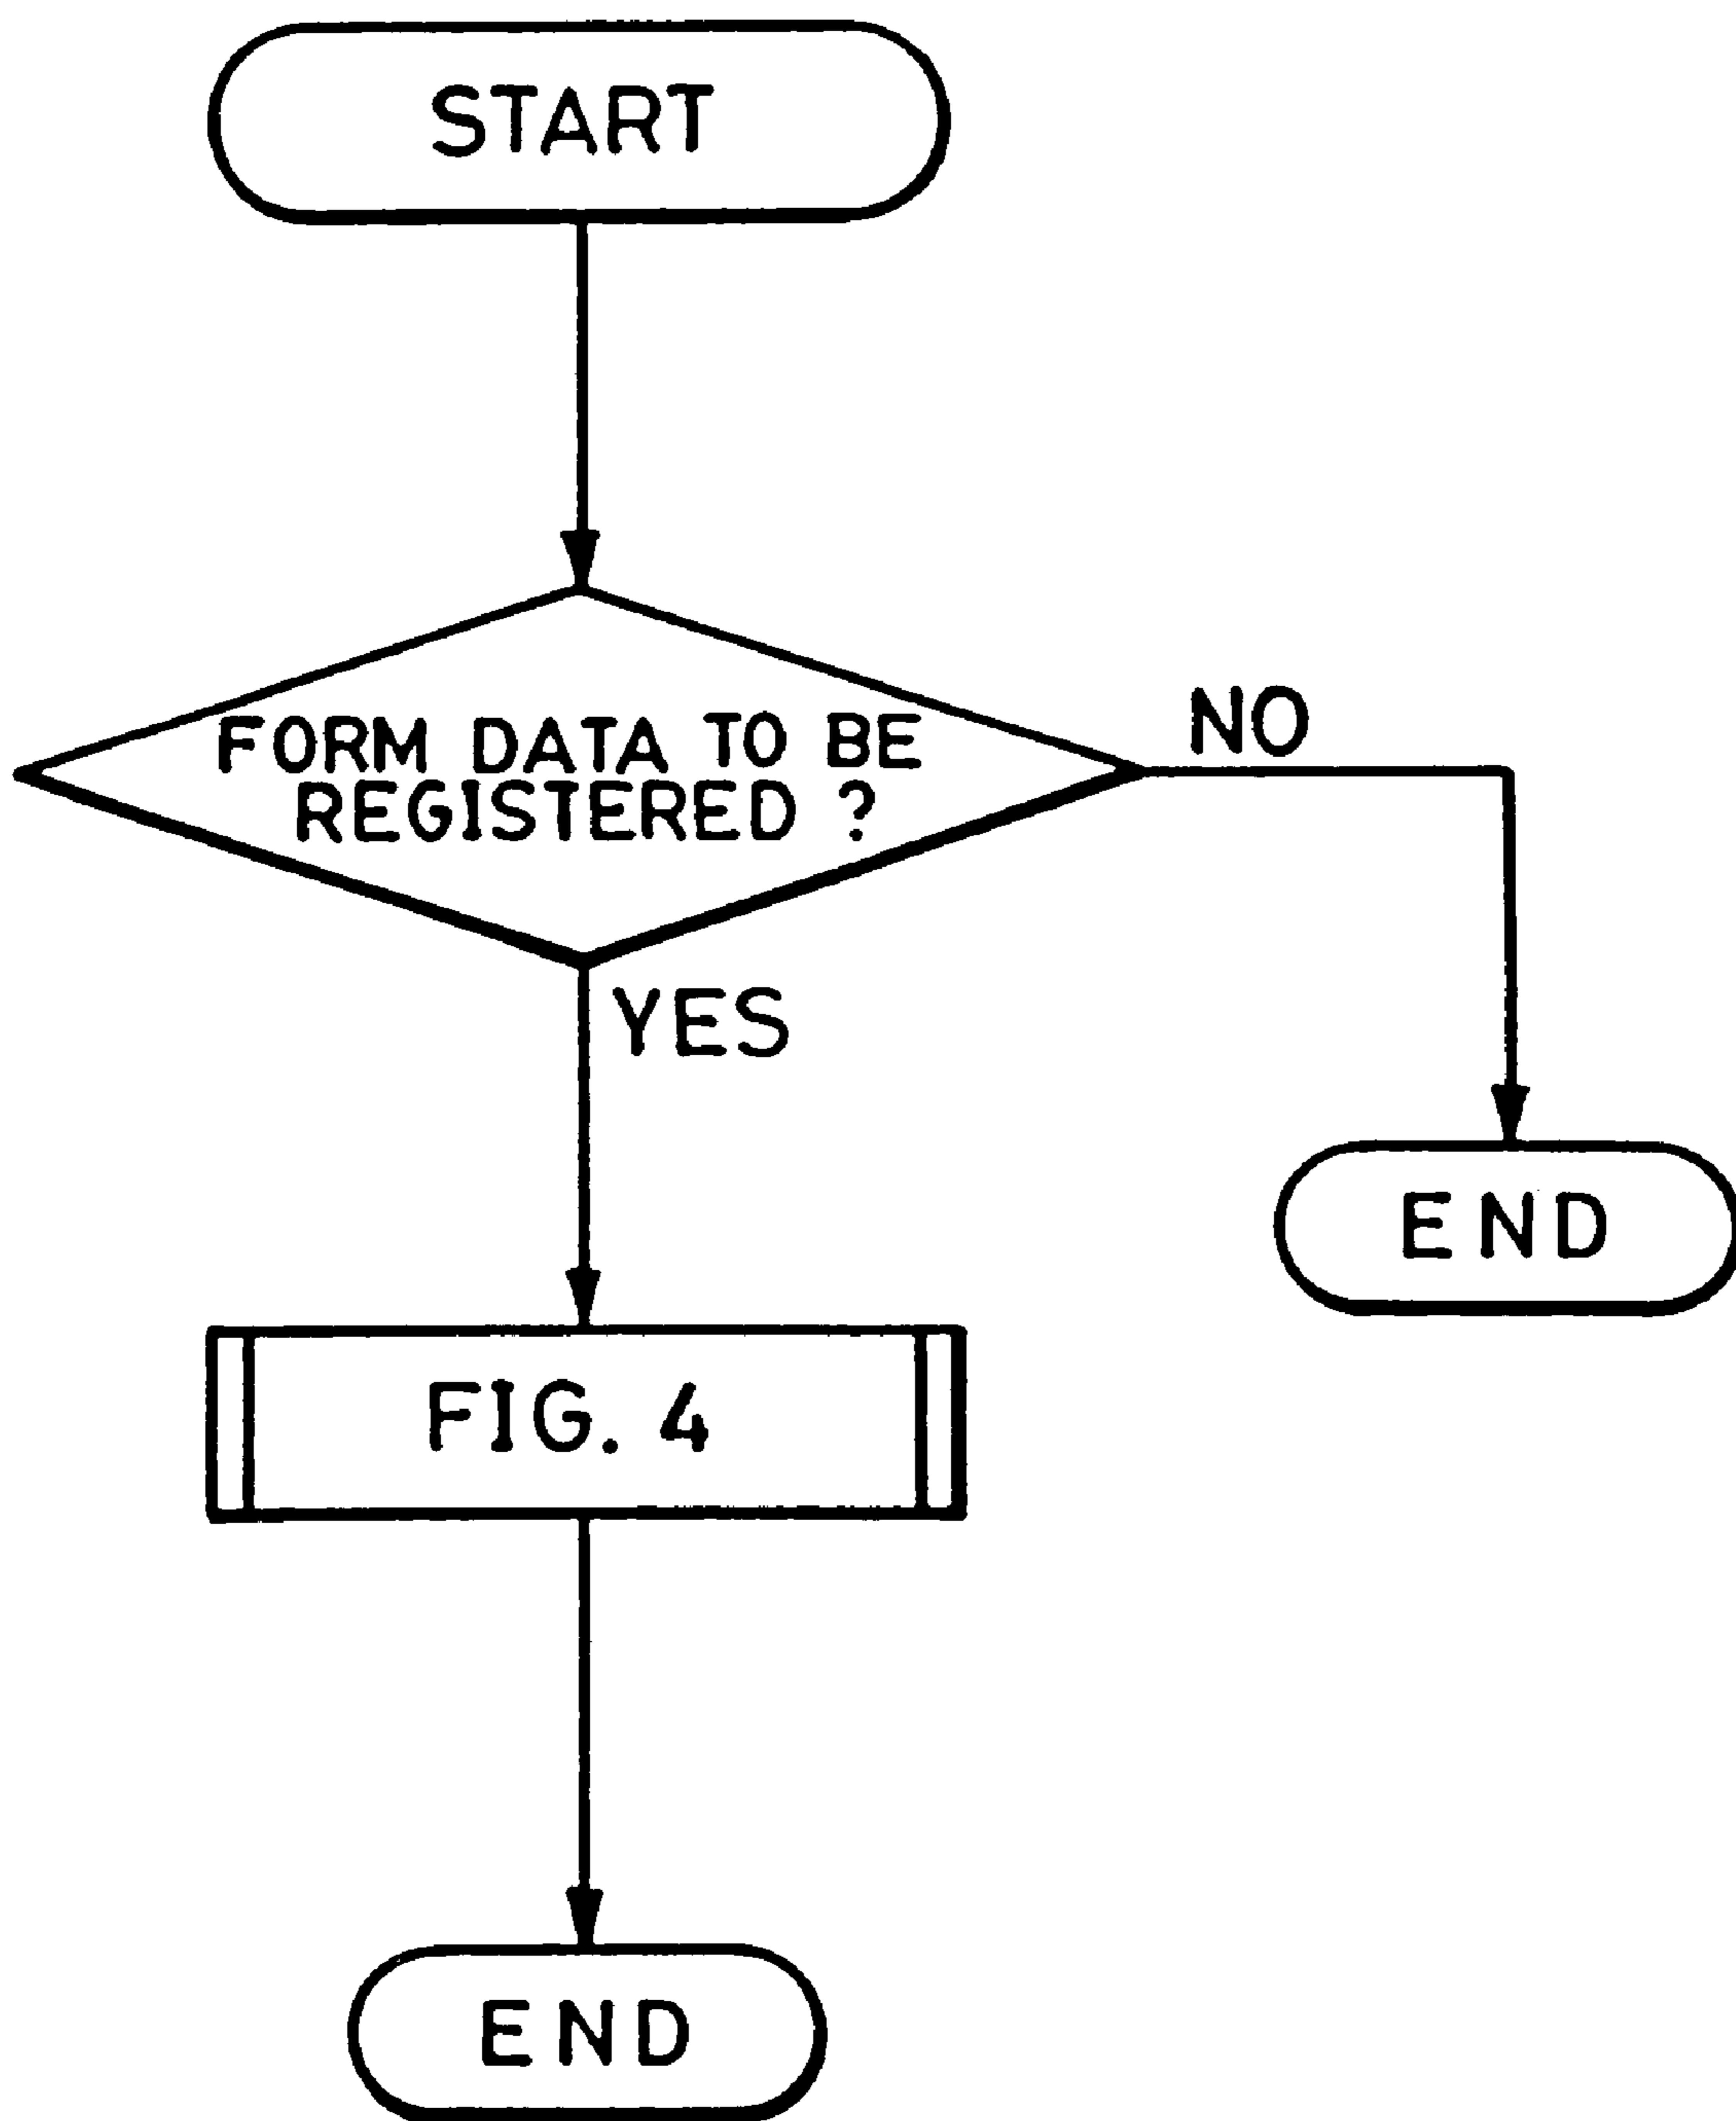 START
FORM DATA TO BE
REGISTERED ?
NO
YES
END
FIG. 4
END